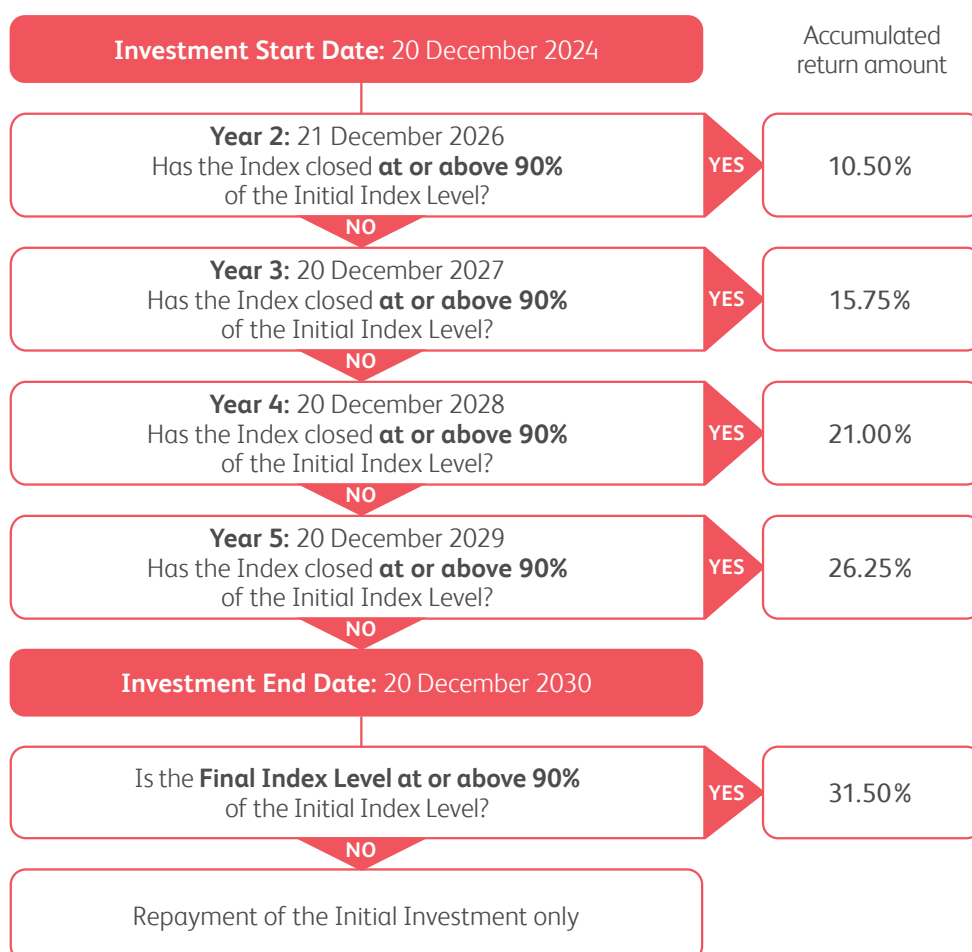 Investment Start Date: 20 December 2024
Accumulated
return amount
Year 2: 21 December 2026
Has the Index closed at or above 90%
of the Initial Index Level?
YES
10.50%
NO
Year 3: 20 December 2027
Has the Index closed at or above 90%
of the Initial Index Level?
YES
15.75%
NO
Year 4: 20 December 2028
Has the Index closed at or above 90%
of the Initial Index Level?
YES
21.00%
NO
Year 5: 20 December 2029
Has the Index closed at or above 90%
of the Initial Index Level?
YES
26.25%
NO
Investment End Date: 20 December 2030
Is the Final Index Level at or above 90%
of the Initial Index Level?
YES
31.50%
NO
Repayment of the Initial Investment only